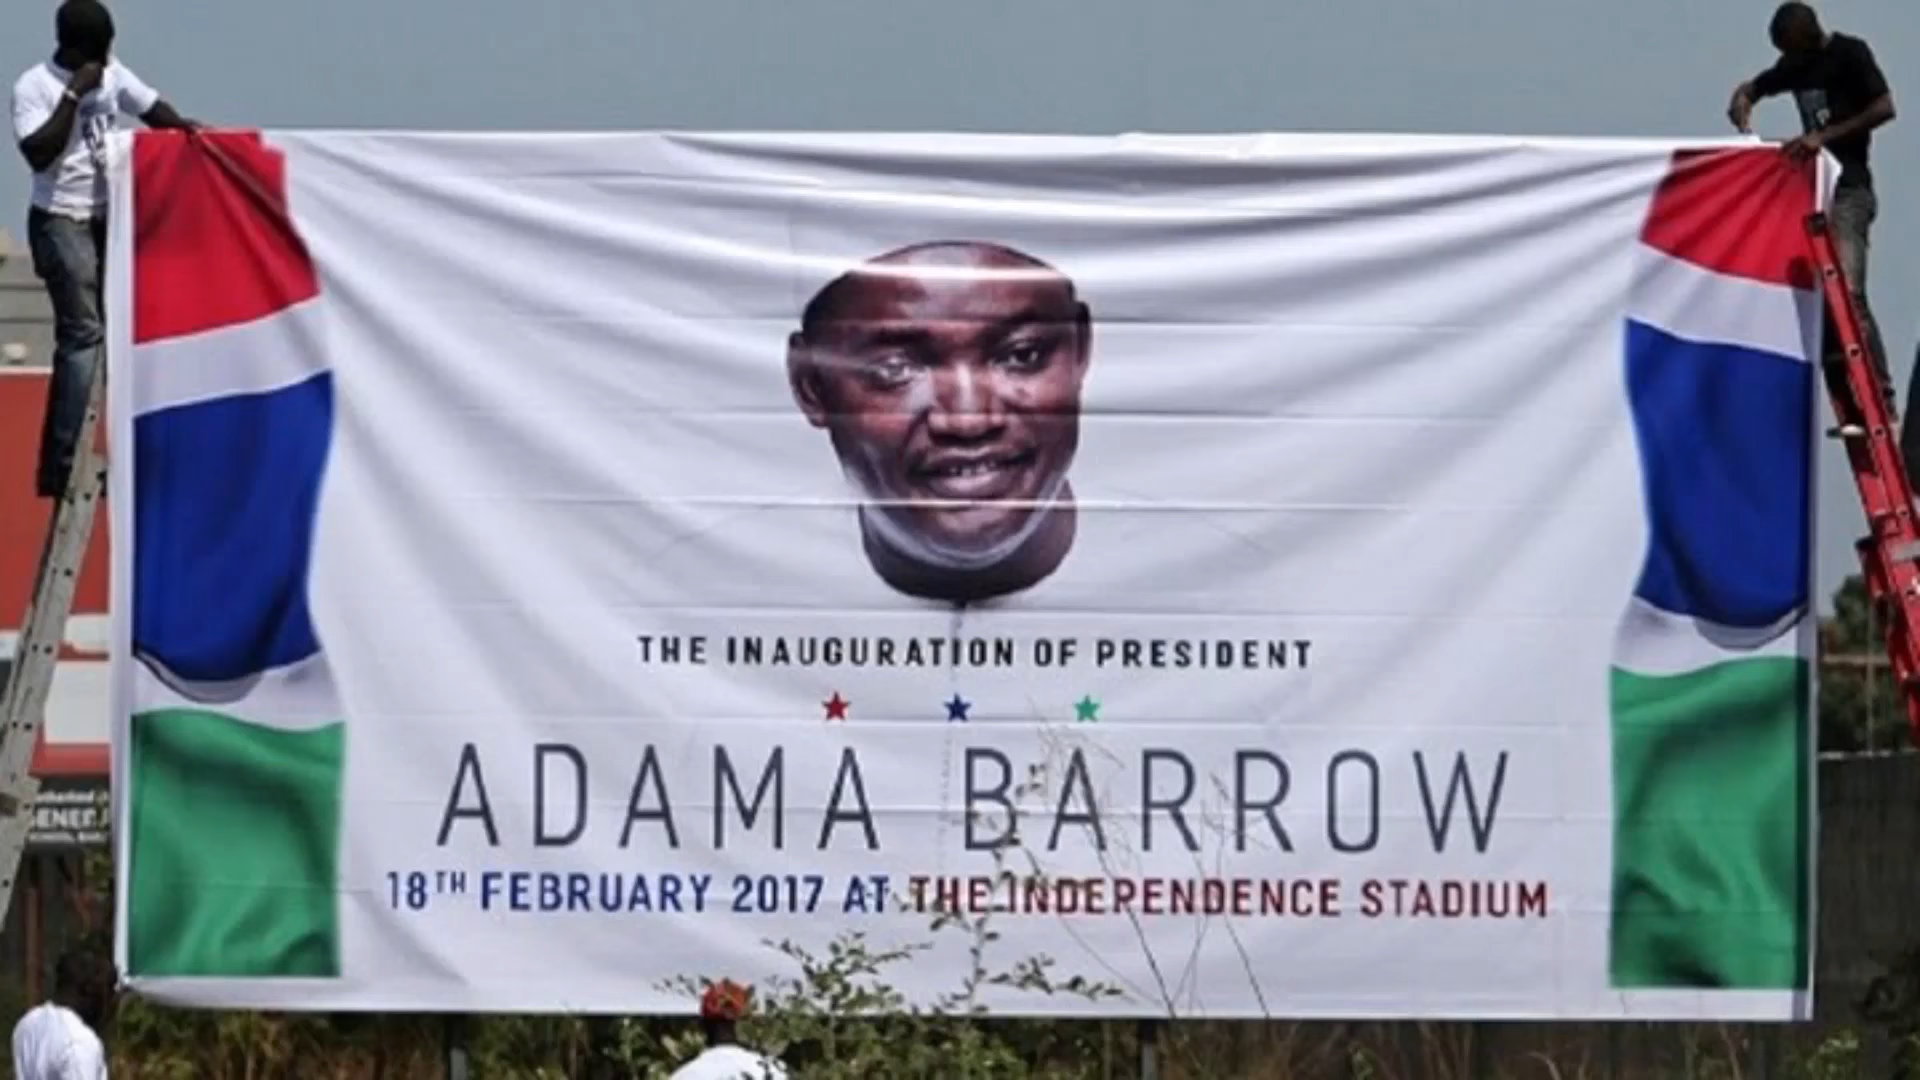 THE INAUGURATION OF PRESIDENT
ADAMA BARROW
18TH FEBRUARY 2017 AT THE INDEPENDENCE STADIUM